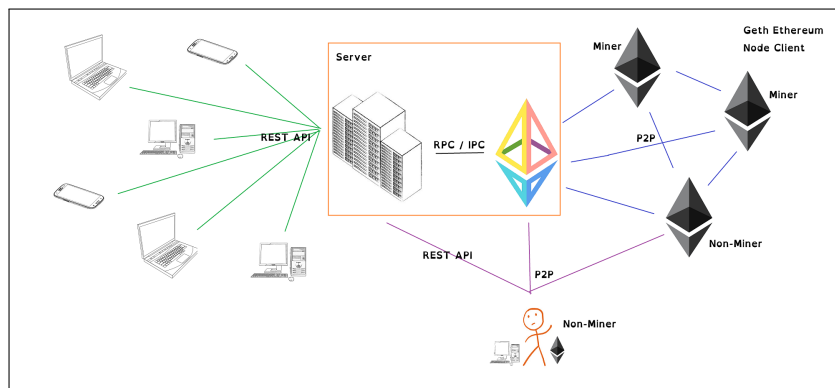 Geth Ethereum
Node Client
Miner
Server
Miner
REST API
RPC / IPC
P2P
Non-Miner
REST API
P2P
Non-Miner